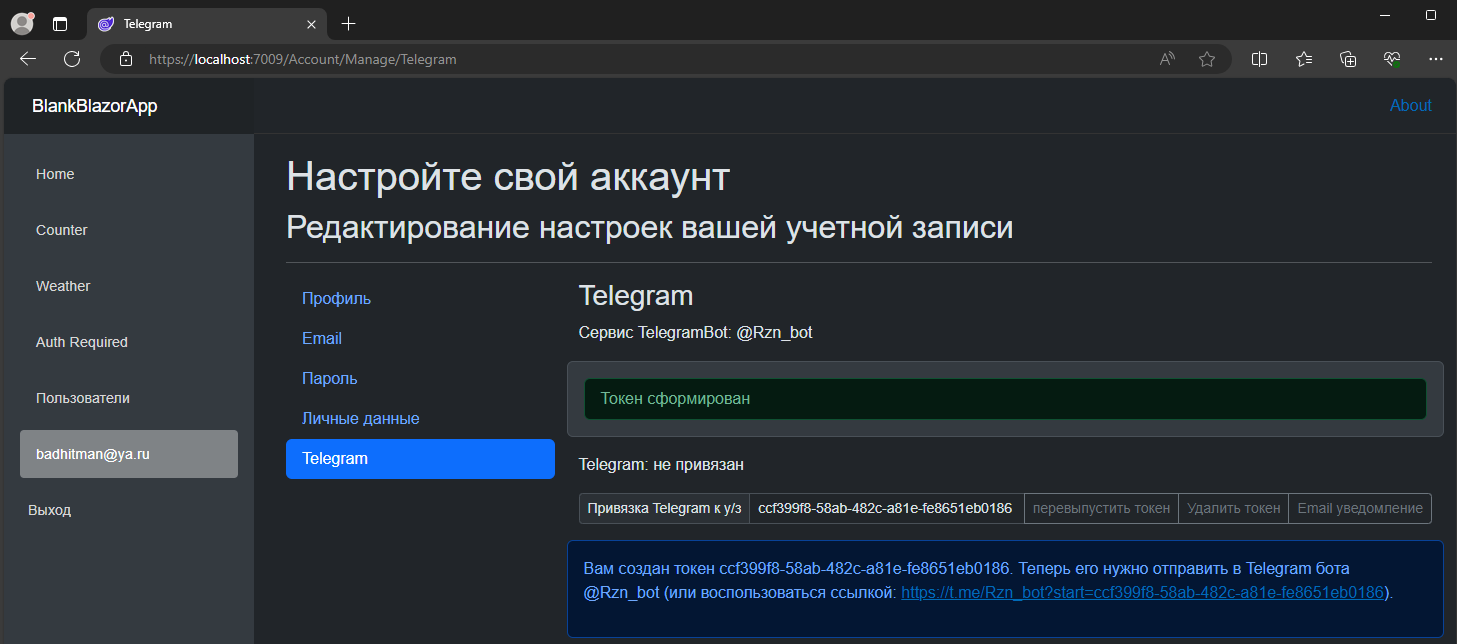 Telegram
https://localhost:7009/Account/Manage/Telegram
BlankBlazorApp
About
Home
Counter
Weather
Auth Required
Пользователи
badhitman@ya.ru
Выход
Настройте свой аккаунт
Редактирование настроек вашей учетной записи
Профиль
Email
Пароль
Личные данные
Telegram
Telegram
Сервис TelegramBot: @Rzn_bot
Токен сформирован
Telegram: не привязан
Привязка Telegram к у/з ccf399f8-58ab-482c-a81e-fe8651eb0186 перевыпустить токен Удалить токен Email уведомление
Вам создан токен ccf399f8-58ab-482c-a81e-fe8651eb0186. Теперь его нужно отправить в Telegram бота
@Rzn_bot (или воспользоваться ссылкой: https://t.me/Rzn_bot?start=ccf399f8-58ab-482c-a81e-fe8651eb0186).